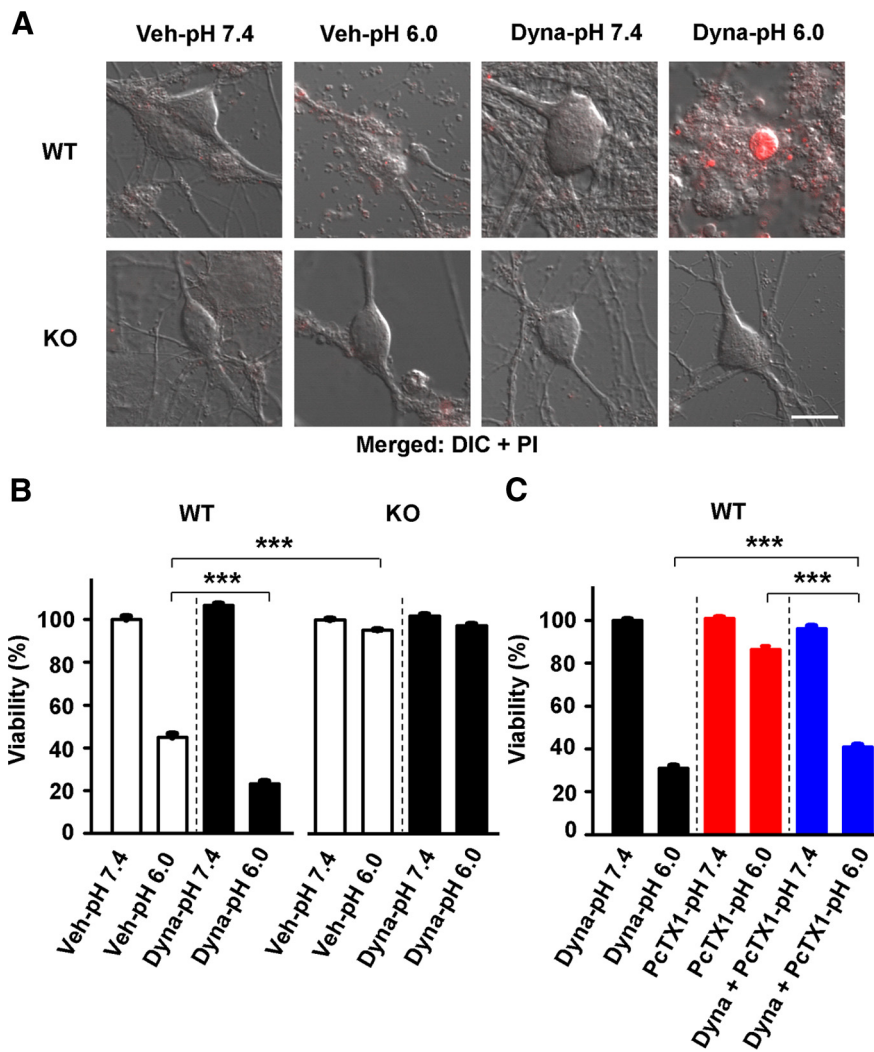 A
Veh-pH 7.4 Veh-pH 6.0 Dyna-pH 7.4 Dyna-pH 6.0
WT
KO
Merged: DIC + PI
B
WT KO
***
***
Viability (%)
100
80
60
40
20
0
Veh-pH 7.4
Veh-pH 6.0
Dyna-pH 7.4
Dyna-pH 6.0
Veh-pH 7.4
Veh-pH 6.0
Dyna-pH 7.4
Dyna-pH 6.0
C
WT
***
***
Viability (%)
100
80
60
40
20
0
Dyna-pH 7.4
Dyna-pH 6.0
PcTX1-pH 7.4
PcTX1-pH 6.0
Dyna + PcTX1-pH 7.4
Dyna + PcTX1-pH 6.0